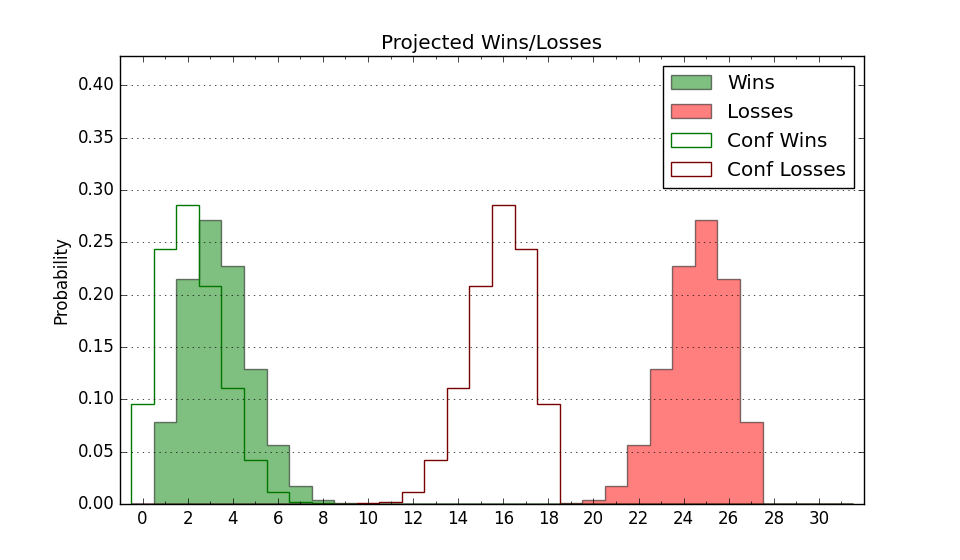 Projected Wins/Losses
Wins
Losses
Conf Wins
Conf Losses
Probability
0.40
0.35
0.30
0.25
0.20
0.15
0.10
0.05
0.00
0 2 4 6 8 10 12 14 16 18 20 22 24 26 28 30